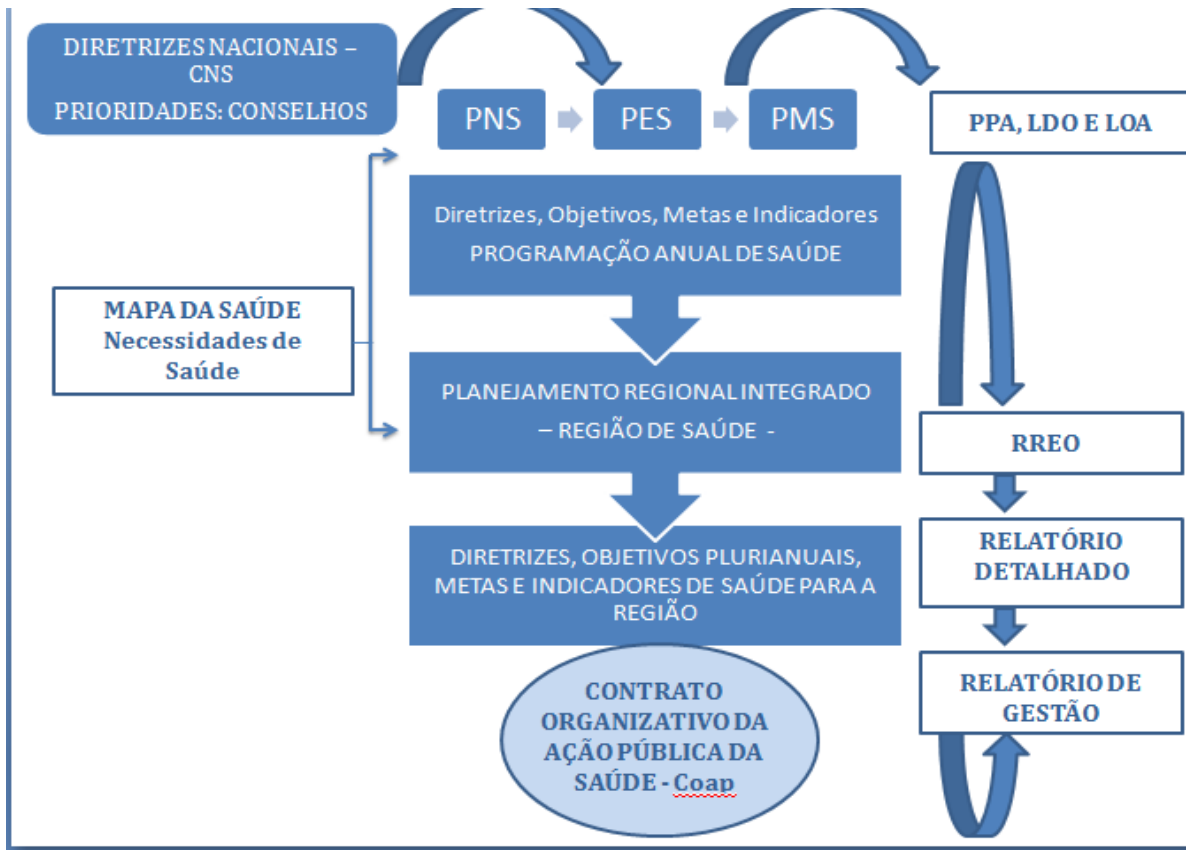 DIRETRIZES NACIONAIS –
CNS
PRIORIDADES: CONSELHOS
PNS
PES
PMS
PPA, LDO E LOA
Diretrizes, Objetivos, Metas e Indicadores
PROGRAMAÇÃO ANUAL DE SAÚDE
MAPA DA SAÚDE
Necessidades de
Saúde
PLANEJAMENTO REGIONAL INTEGRADO
– REGIÃO DE SAÚDE -
RREO
DIRETRIZES, OBJETIVOS PLURIANUAIS,
METAS E INDICADORES DE SAÚDE PARA A
REGIÃO
RELATÓRIO
DETALHADO
CONTRATO
ORGANIZATIVO DA
AÇÃO PÚBLICA DA
SAÚDE - Coap
RELATÓRIO DE
GESTÃO